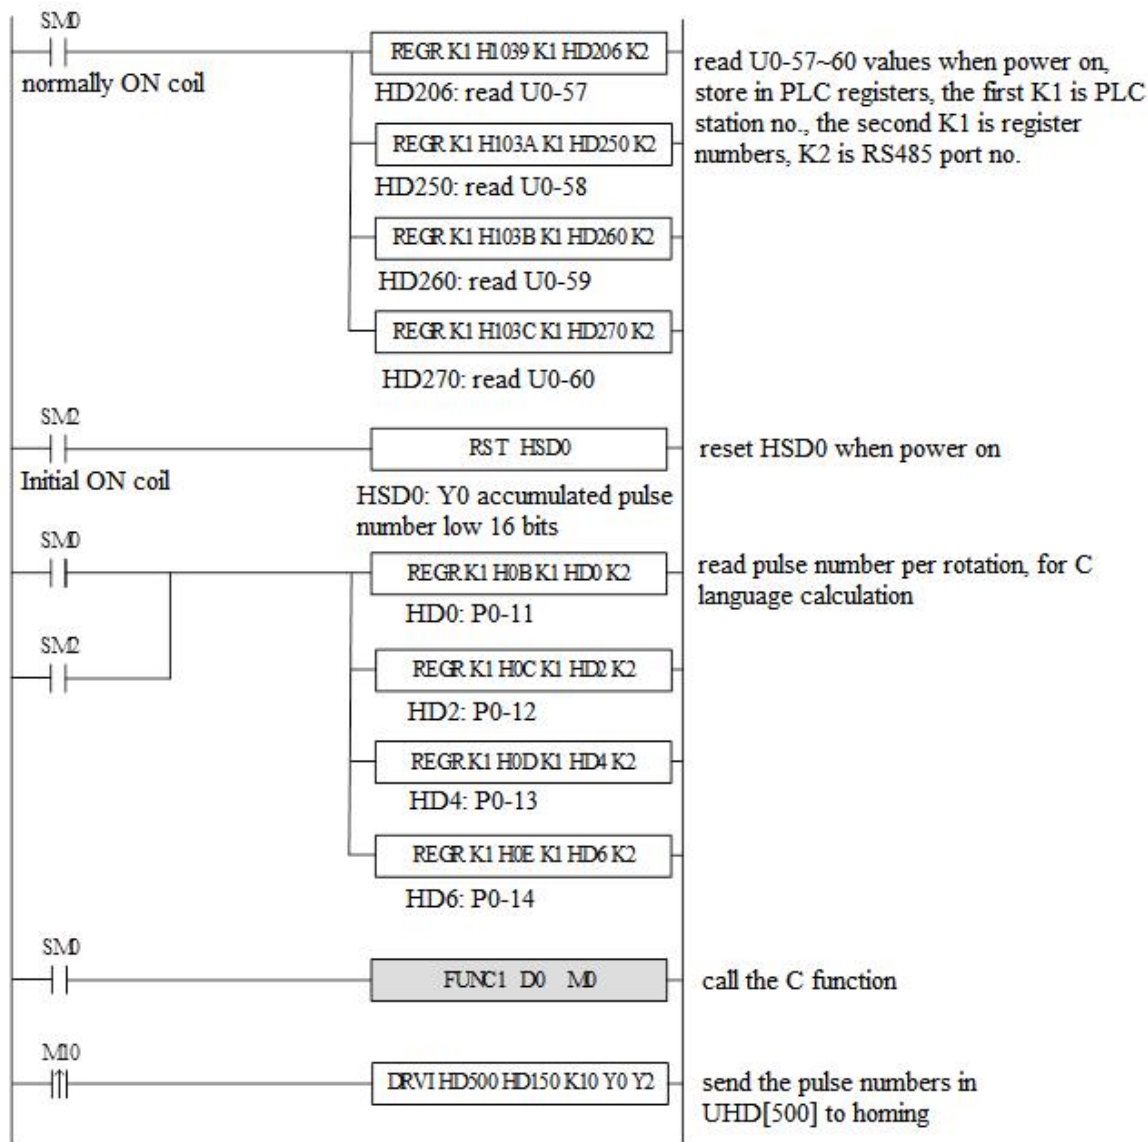 SM0
REGR K1 H1039 K1 HD206 K2
read U0-57~60 values when power on,
normally ON coil
HD206: read U0-57
store in PLC registers, the first K1 is PLC
station no., the second K1 is register
REGR K1 H103A K1 HD250 K2
numbers, K2 is RS485 port no.
HD250: read U0-58
REGR K1 H103B K1 HD260 K2
HD260: read U0-59
REGR K1 H103C K1 HD270 K2
HD270: read U0-60
SM2
RST HSD0
reset HSD0 when power on
Initial ON coil
HSD0: Y0 accumulated pulse
number low 16 bits
SM0
REGR K1 H0B K1 HD0 K2
read pulse number per rotation, for C
language calculation
HD0: P0-11
SM2
REGR K1 H0C K1 HD2 K2
HD2: P0-12
REGR K1 H0D K1 HD4 K2
HD4: P0-13
REGR K1 H0E K1 HD6 K2
HD6: P0-14
SM0
FUNC1 D0 M0
call the C function
M10
DRVI HD500 HD150 K10 Y0 Y2
send the pulse numbers in
UHD[500] to homing